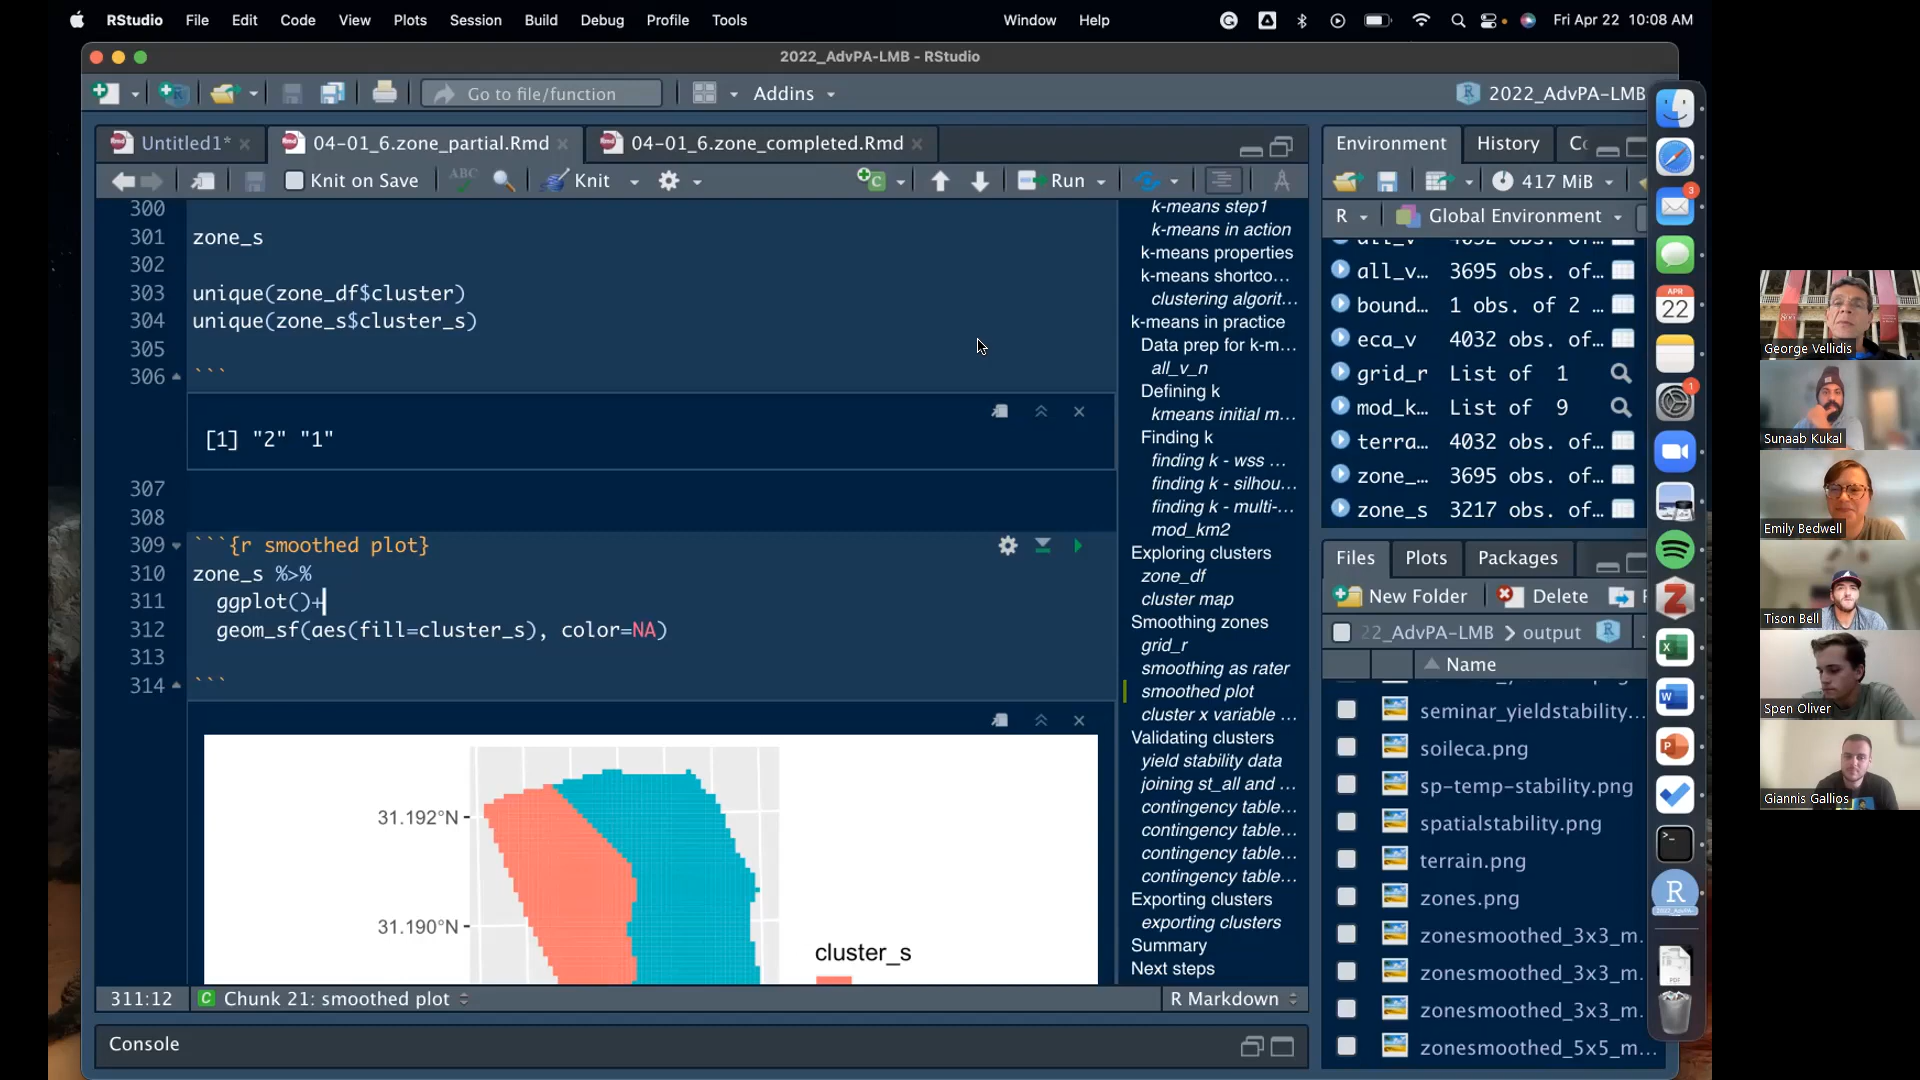 RStudio File Edit Code View Plots Session Build Debug Profile Tools Window Help Fri Apr 22 10:08 AM
2022_AdvPA-LMB - RStudio
Go to file/function Addins 2022_AdvPA-LMB
Untitled1* 04-01_6.zone_partial.Rmd 04-01_6.zone_completed.Rmd
Knit on Save ABC Knit Run
300
301 zone_s
302
303 unique(zone_df$cluster)
304 unique(zone_s$cluster_s)
305
306 ```
[1] "2" "1"
307
308
309 ```{r smoothed plot}
310 zone_s %>%
311 ggplot()+
312 geom_sf(aes(fill=cluster_s), color=NA)
313
314 ```
31.192°N
31.190°N
cluster_s
311:12 Chunk 21: smoothed plot R Markdown
Console
k-means step1
k-means in action
k-means properties
k-means shortco...
clustering algorit...
k-means in practice
Data prep for k-m...
all_v_n
Defining k
kmeans initial m...
Finding k
finding k - wss ...
finding k - silhou...
finding k - multi-...
mod_km2
Exploring clusters
zone_df
cluster map
Smoothing zones
grid_r
smoothing as rater
smoothed plot
cluster x variable ...
Validating clusters
yield stability data
joining st_all and ...
contingency table...
contingency table...
contingency table...
contingency table...
Exporting clusters
exporting clusters
Summary
Next steps
Environment History
417 MiB
R Global Environment
all_v… 3695 obs. of…
bound… 1 obs. of 2 …
eca_v 4032 obs. of…
grid_r List of 1
mod_k… List of 9
terra… 4032 obs. of…
zone_… 3695 obs. of…
zone_s 3217 obs. of…
Files Plots Packages
New Folder Delete
22_AdvPA-LMB output
Name
seminar_yieldstability...
soileca.png
sp-temp-stability.png
spatialstability.png
terrain.png
zones.png
zonesmoothed_3x3_m.
zonesmoothed_3x3_m.
zonesmoothed_3x3_m.
zonesmoothed_5x5_m...
3
APR
22
1
George Vellidis
Sunaab Kukal
Emily Bedwell
Tison Bell
Spen Oliver
Giannis Gallios